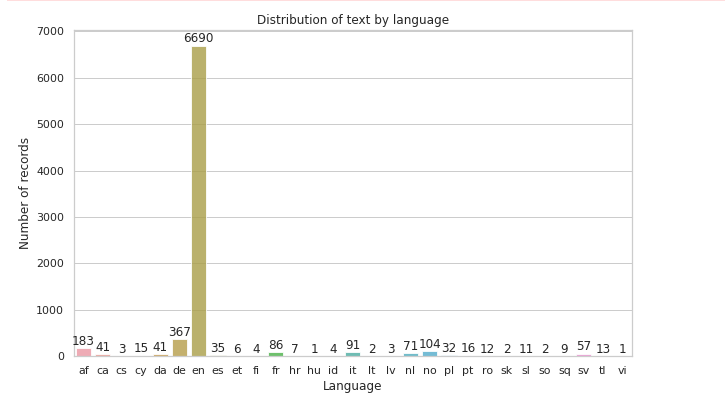 Distribution of text by language
Number of records
7000
6000
5000
4000
3000
2000
1000
0
183 41 3 15 41 367 6690 35 6 4 86 7 1 4 91 2 3 71 104 32 16 12 2 11 2 9 57 13 1
af ca cs cy da de en es et fi fr hr hu id it lt lv nl no pl pt ro sk sl so sq sv tl vi
Language